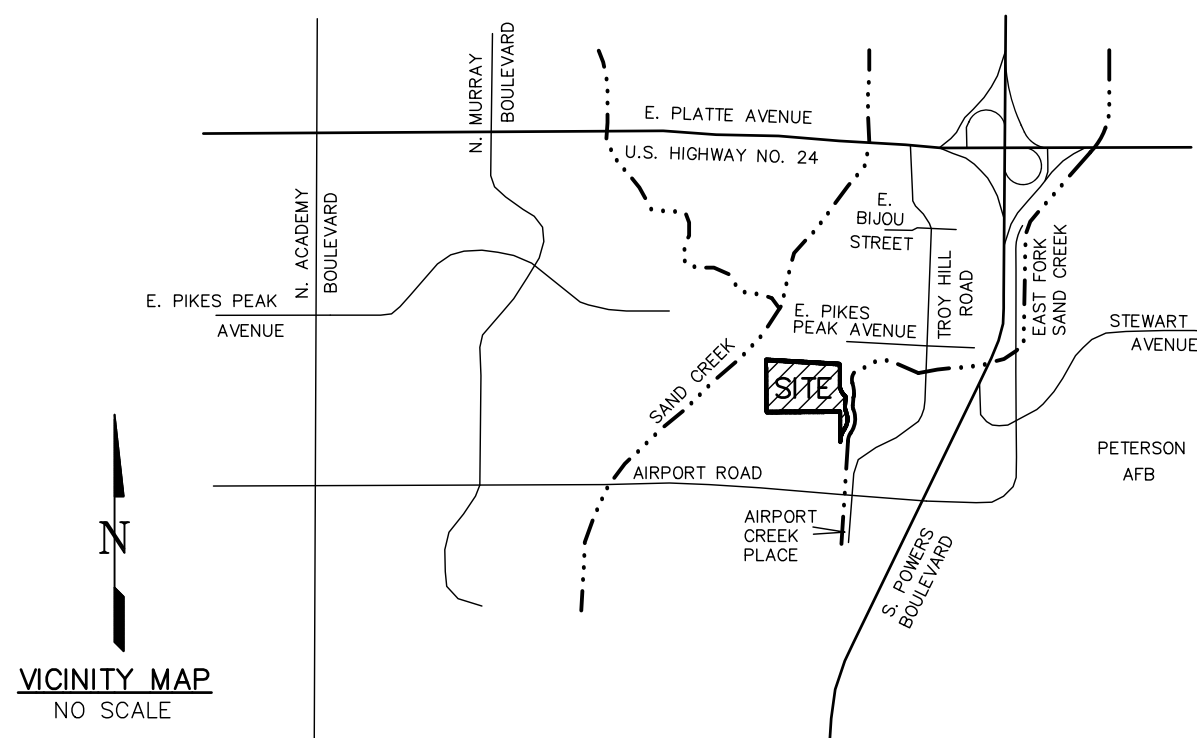 N. MURRAY
BOULEVARD
E. PLATTE AVENUE
U.S. HIGHWAY NO. 24
N. ACADEMY
BOULEVARD
E.
BIJOU
STREET
TROY HILL
ROAD
EAST FORK
SAND CREEK
E. PIKES PEAK
AVENUE
E. PIKES
PEAK AVENUE
STEWART
AVENUE
SAND CREEK
SITE
PETERSON
AFB
AIRPORT ROAD
AIRPORT
CREEK
PLACE
S. POWERS
BOULEVARD
N
VICINITY MAP
NO SCALE